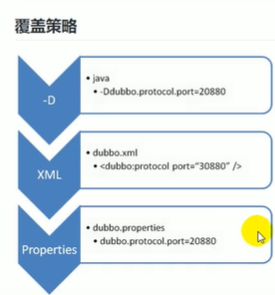 覆盖策略
-D
• java
• -Ddubbo.protocol.port=20880
XML
• dubbo.xml
• <dubbo:protocol port="30880" />
Properties
• dubbo.properties
• dubbo.protocol.port=20880